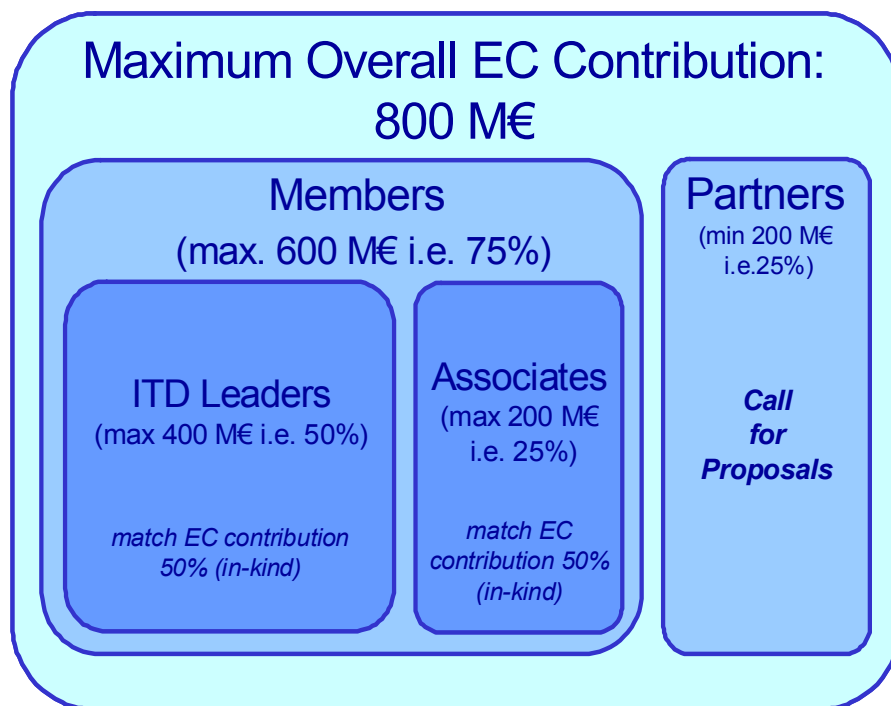 Maximum Overall EC Contribution:
800 M€
Members
(max. 600 M€ i.e. 75%)
ITD Leaders
(max 400 M€ i.e. 50%)
match EC contribution
50% (in-kind)
Associates
(max 200 M€
i.e. 25%)
match EC
contribution 50%
(in-kind)
Partners
(min 200 M€
i.e.25%)
Call
for
Proposals